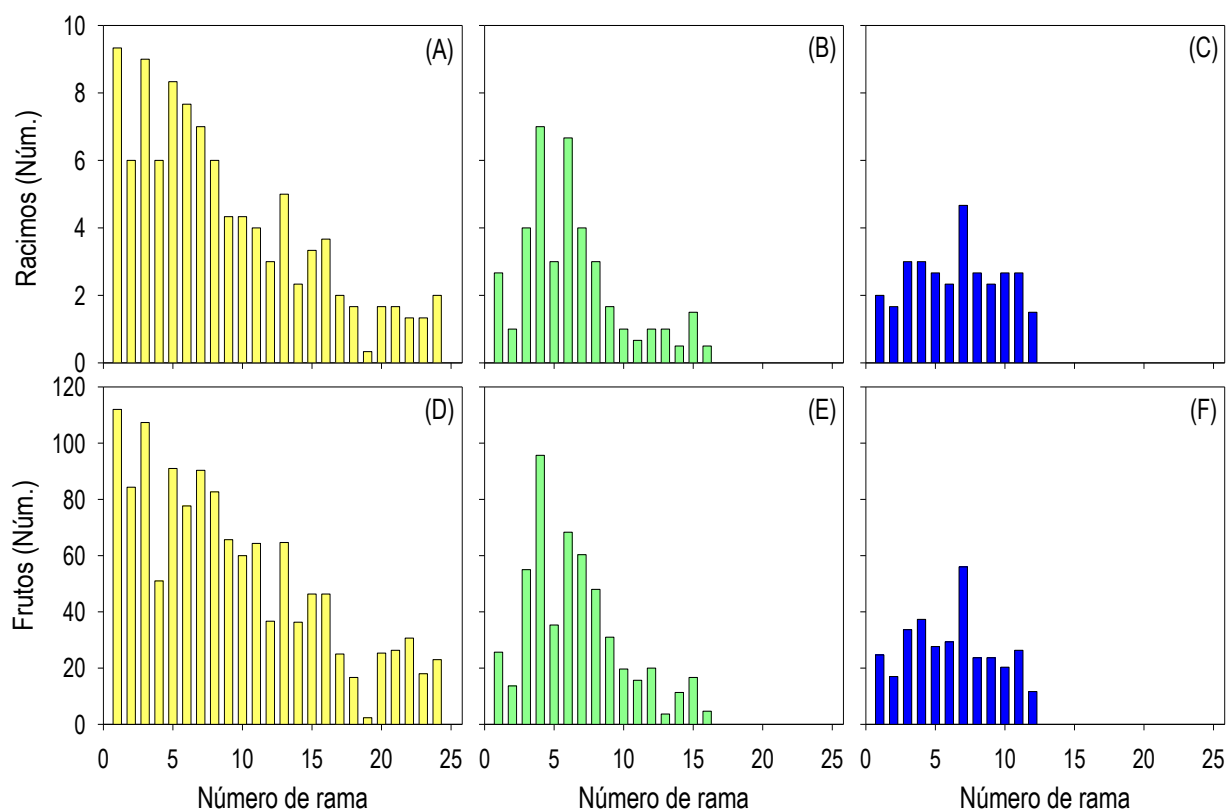 10
8
6
4
2
0
Racimos (Núm.)
(A)
(B)
(C)
120
100
80
60
40
20
0
Frutos (Núm.)
(D)
(E)
(F)
0 5 10 15 20 25
0 5 10 15 20 25
0 5 10 15 20 25
Número de rama
Número de rama
Número de rama